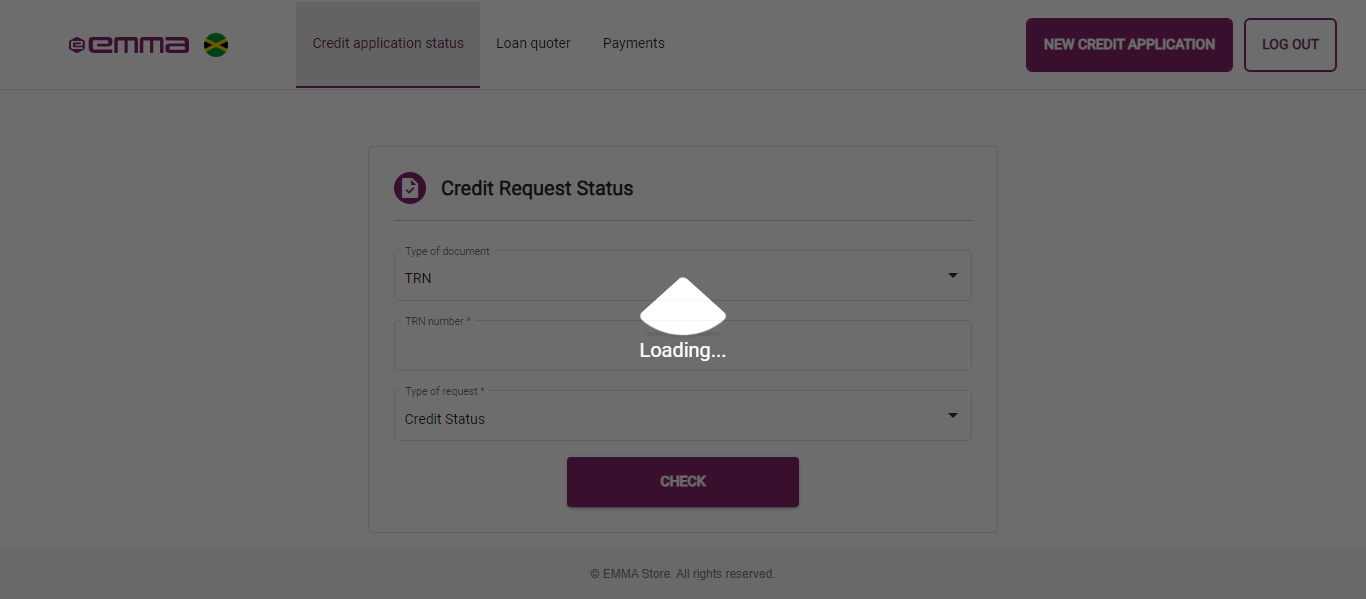 emma
Credit application status
Loan quoter
Payments
NEW CREDIT APPLICATION
LOG OUT
Credit Request Status
Type of document
TRN
TRN number *
Loading...
Type of request *
Credit Status
CHECK
© EMMA Store. All rights reserved.